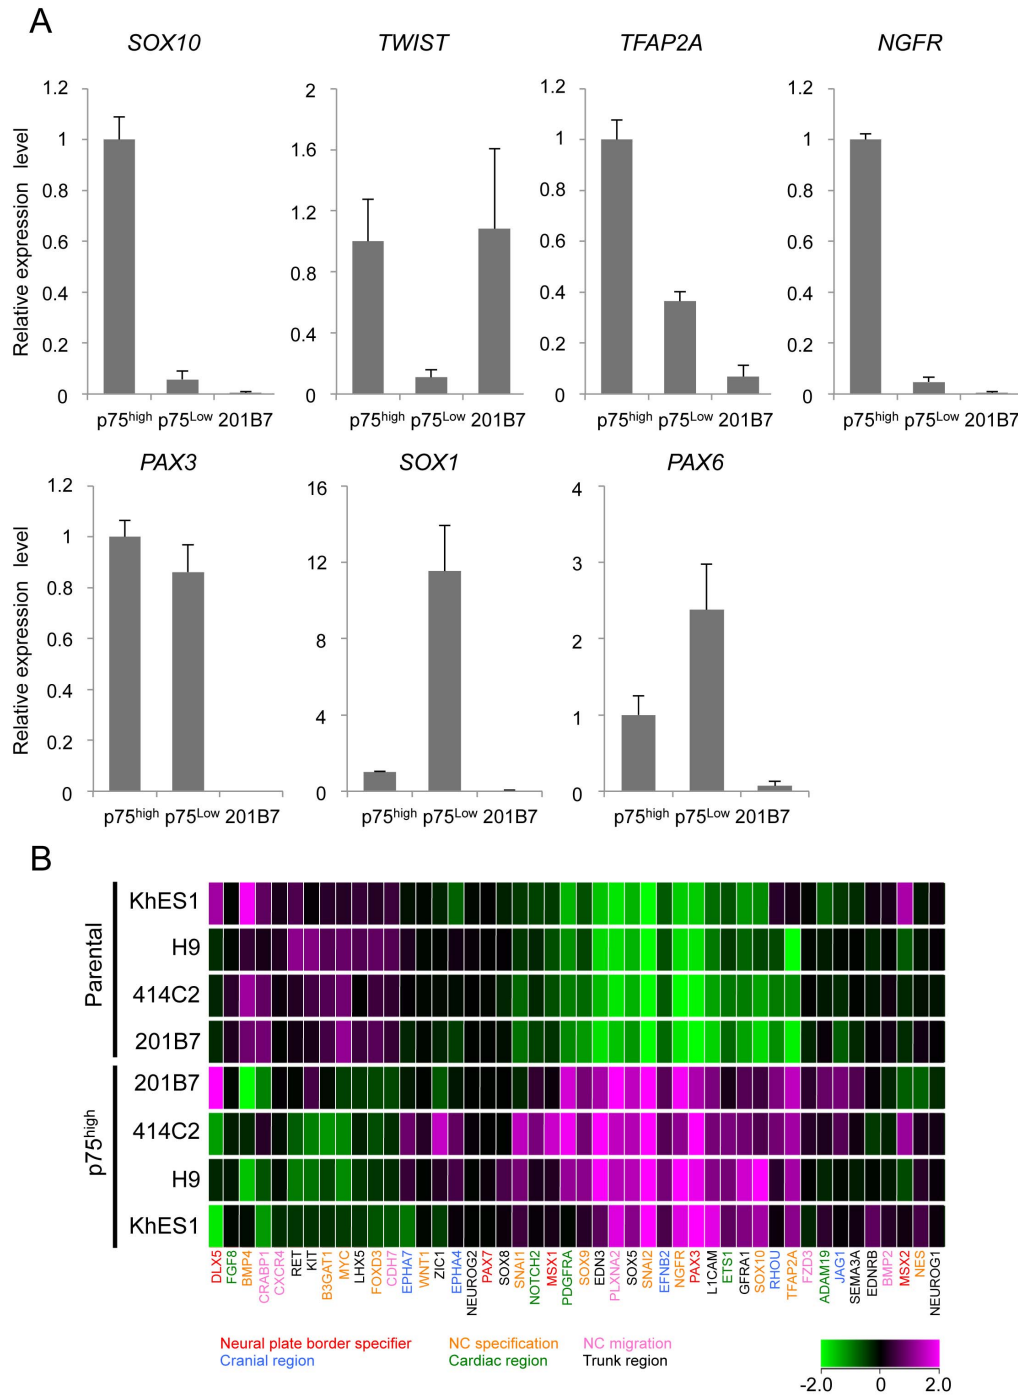 A
SOX10 TWIST TFAP2A NGFR
Relative expression level
1.2
1
0.8
0.6
0.4
0.2
0
p75high p75Low 201B7
2
1.6
1.2
0.8
0.4
0
p75high p75Low 201B7
1.2
1
0.8
0.6
0.4
0.2
0
p75high p75Low 201B7
1.2
1
0.8
0.6
0.4
0.2
0
p75high p75Low 201B7
PAX3 SOX1 PAX6
Relative expression level
1.2
1
0.8
0.6
0.4
0.2
0
p75high p75Low 201B7
16
12
8
4
0
p75high p75Low 201B7
4
3
2
1
0
p75high p75Low 201B7
B
Parental
KhES1
H9
414C2
201B7
p75high
201B7
414C2
H9
KhES1
DLX5
FGF8
BMP4
CRABP1
CXCR4
RET
KIT
B3GAT1
MYC
LHX5
FOXD3
CDH7
EPHA7
WNT1
ZIC1
EPHA4
NEUROG2
PAX7
SOX8
SNAI1
NOTCH2
MSX1
PDGFRA
SOX9
EDN3
PLXNA2
SOX5
SNAI2
EFNB2
NGFR
PAX3
L1CAM
ETS1
GFRA1
SOX10
RHOU
TFAP2A
FZD3
ADAM19
JAG1
SEMA3A
EDNRB
BMP2
MSX2
NES
NEUROG1
Neural plate border specifier NC specification NC migration
Cranial region Cardiac region Trunk region
-2.0 0 2.0